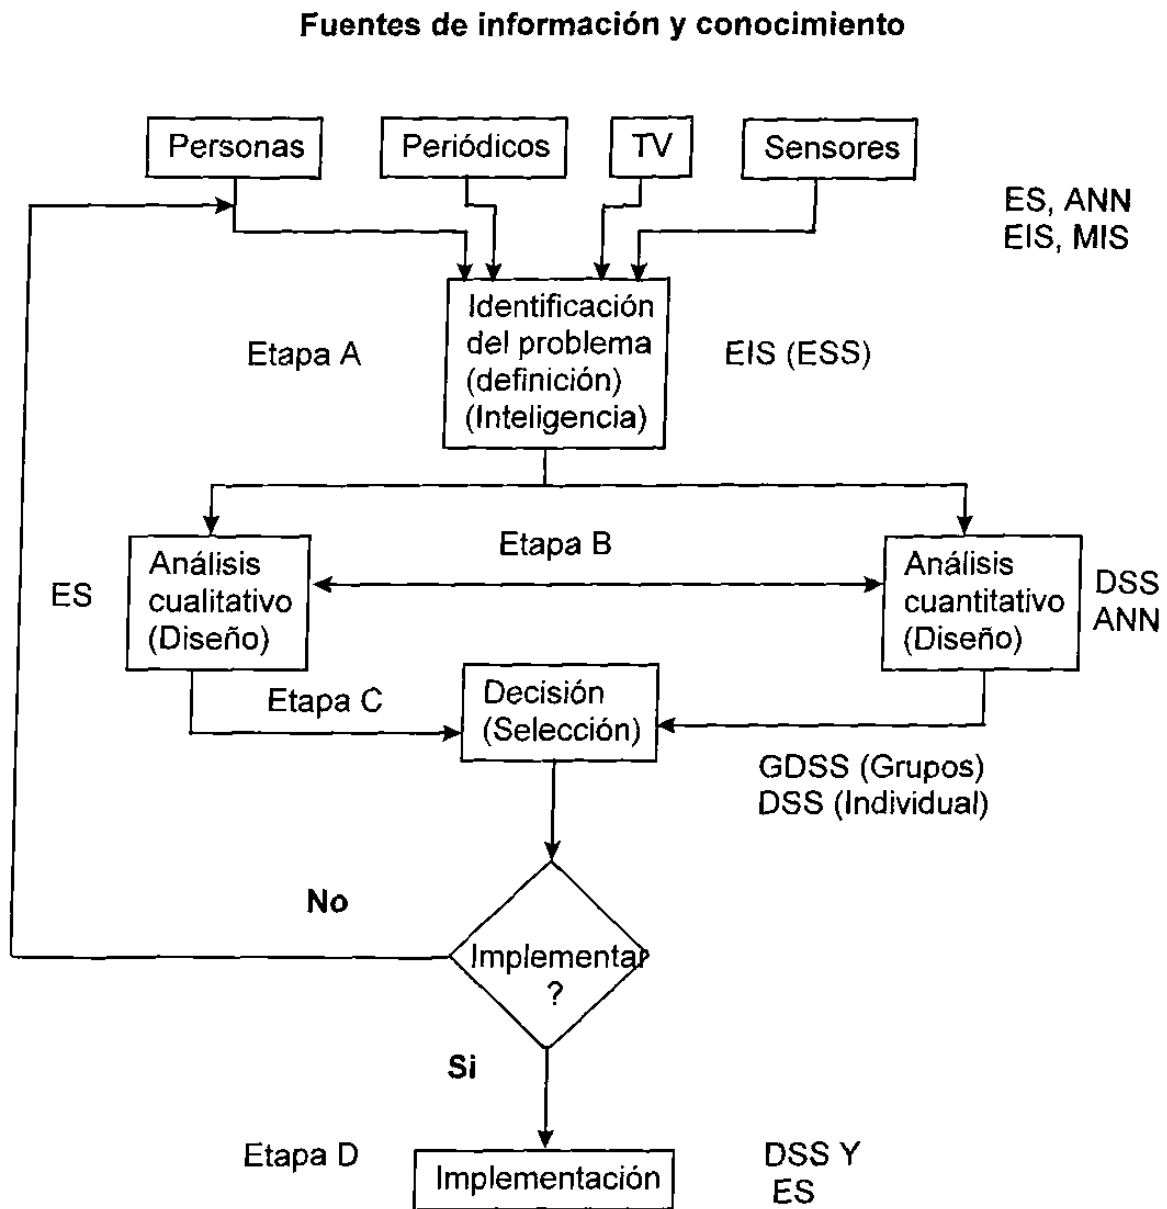 Fuentes de información y conocimiento
Personas
Periódicos
TV
Sensores
ES, ANN
EIS, MIS
Etapa A
Identificación
del problema
(definición)
(Inteligencia)
EIS (ESS)
Etapa B
ES
Análisis
cualitativo
(Diseño)
Análisis
cuantitativo
(Diseño)
DSS
ANN
Etapa C
Decisión
(Selección)
GDSS (Grupos)
DSS (Individual)
No
Implementar
?
Si
Etapa D
Implementación
DSS Y
ES